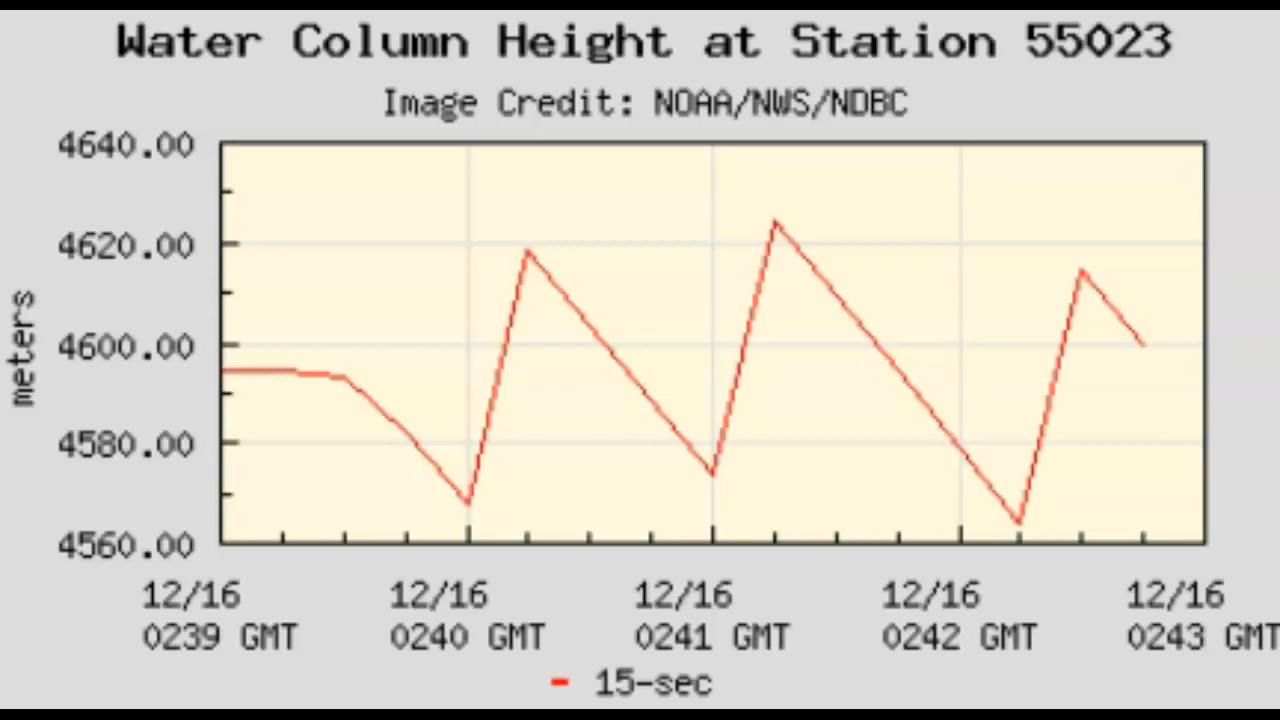 Water Column Height at Station 55023
Image Credit: NOAA/NWS/NDBC
4640.00
4620.00
4600.00
4580.00
4560.00
meters
12/16 12/16 12/16 12/16 12/16
0239 GMT 0240 GMT 0241 GMT 0242 GMT 0243 GMT
15-sec